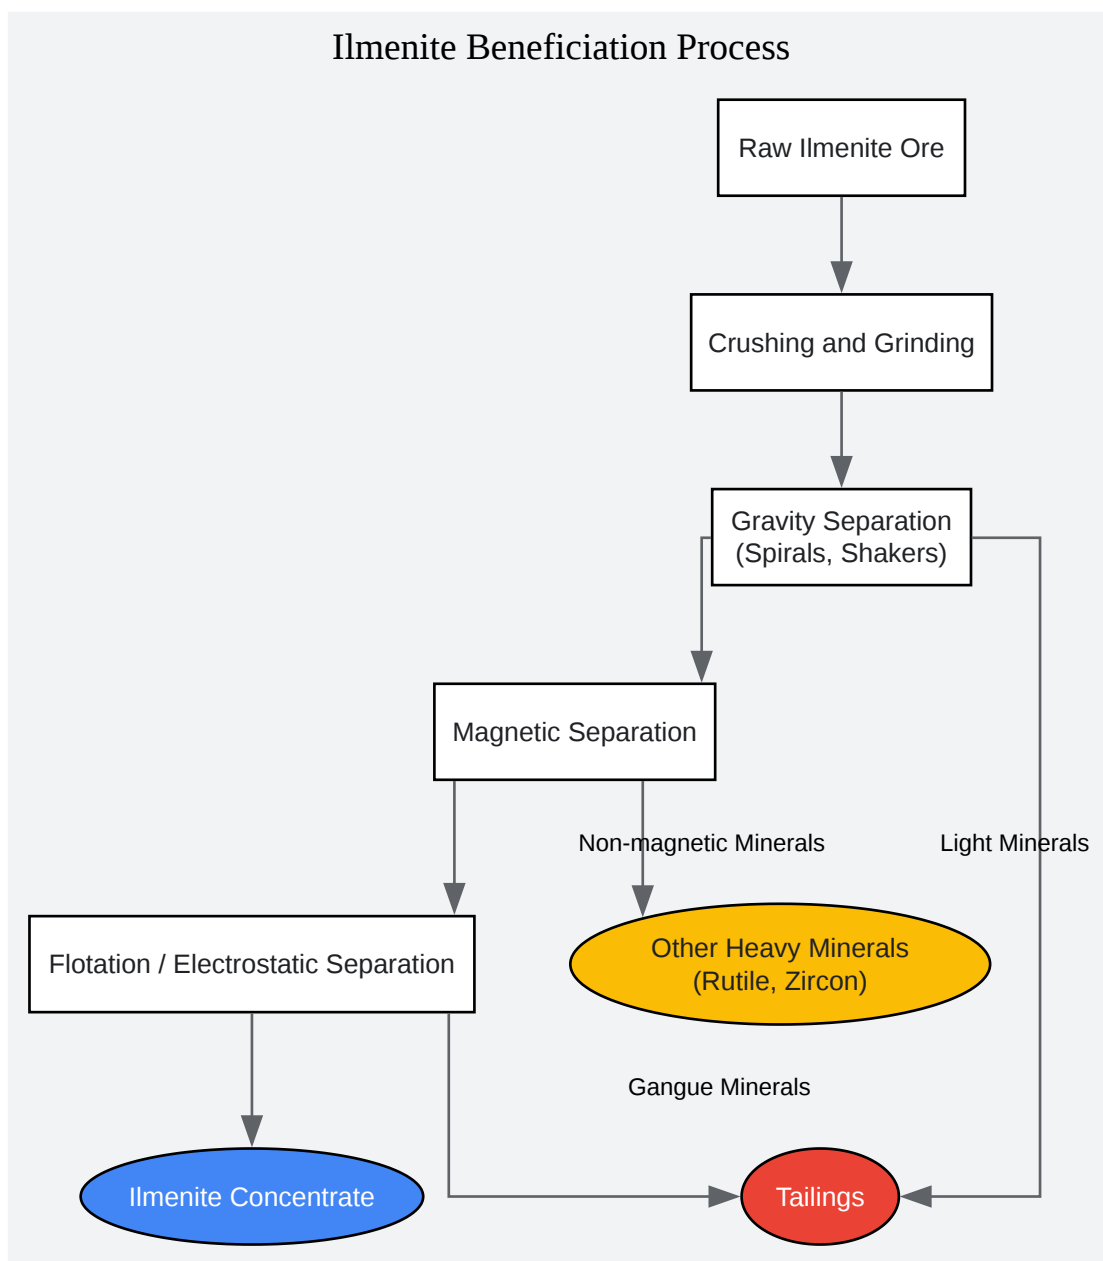 Ilmenite Beneficiation Process
Raw Ilmenite Ore
Crushing and Grinding
Gravity Separation
(Spirals, Shakers)
Magnetic Separation
Non-magnetic Minerals
Light Minerals
Flotation / Electrostatic Separation
Other Heavy Minerals
(Rutile, Zircon)
Gangue Minerals
Ilmenite Concentrate
Tailings